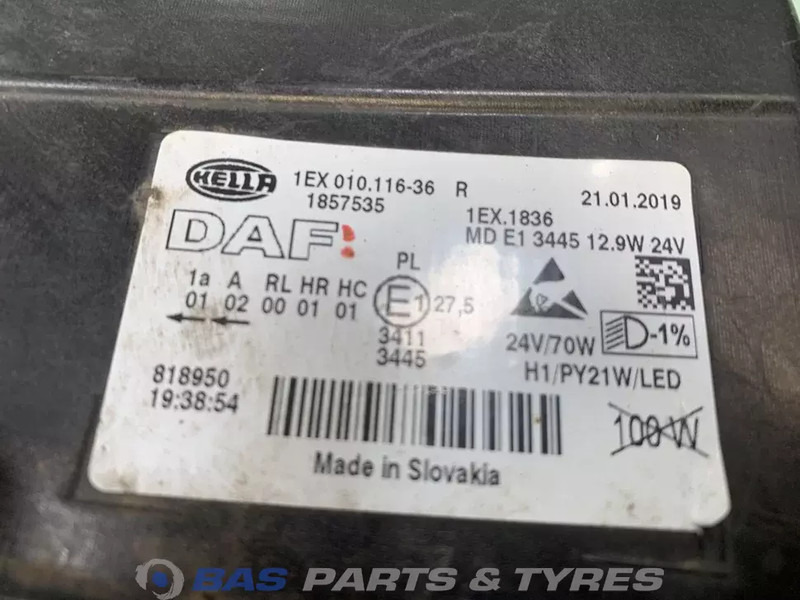 HELLA 1EX 010.116-36 R 21.01.2019
1857535 1EX.1836
DAF MD E1 3445 12.9W 24V
PL
1a A RL HR HC
01 02 00 01 01 E1 27,5
3411 24V/70W D-1%
3445 H1/PY21W/LED
818950
19:38:54 100W
Made in Slovakia
BAS PARTS & TYRES